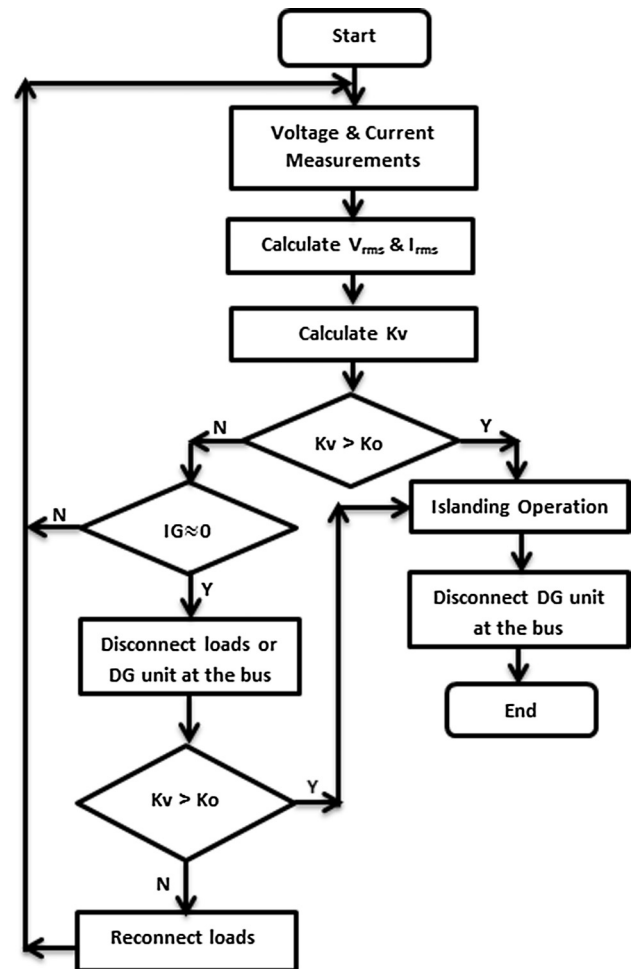 Start
Voltage & Current
Measurements
Calculate Vrms & Irms
Calculate Kv
N
Kv > Ko
Y
N
IG≈0
Y
Islanding Operation
Disconnect loads or
DG unit at the bus
Disconnect DG unit
at the bus
End
Kv > Ko
Y
N
Reconnect loads